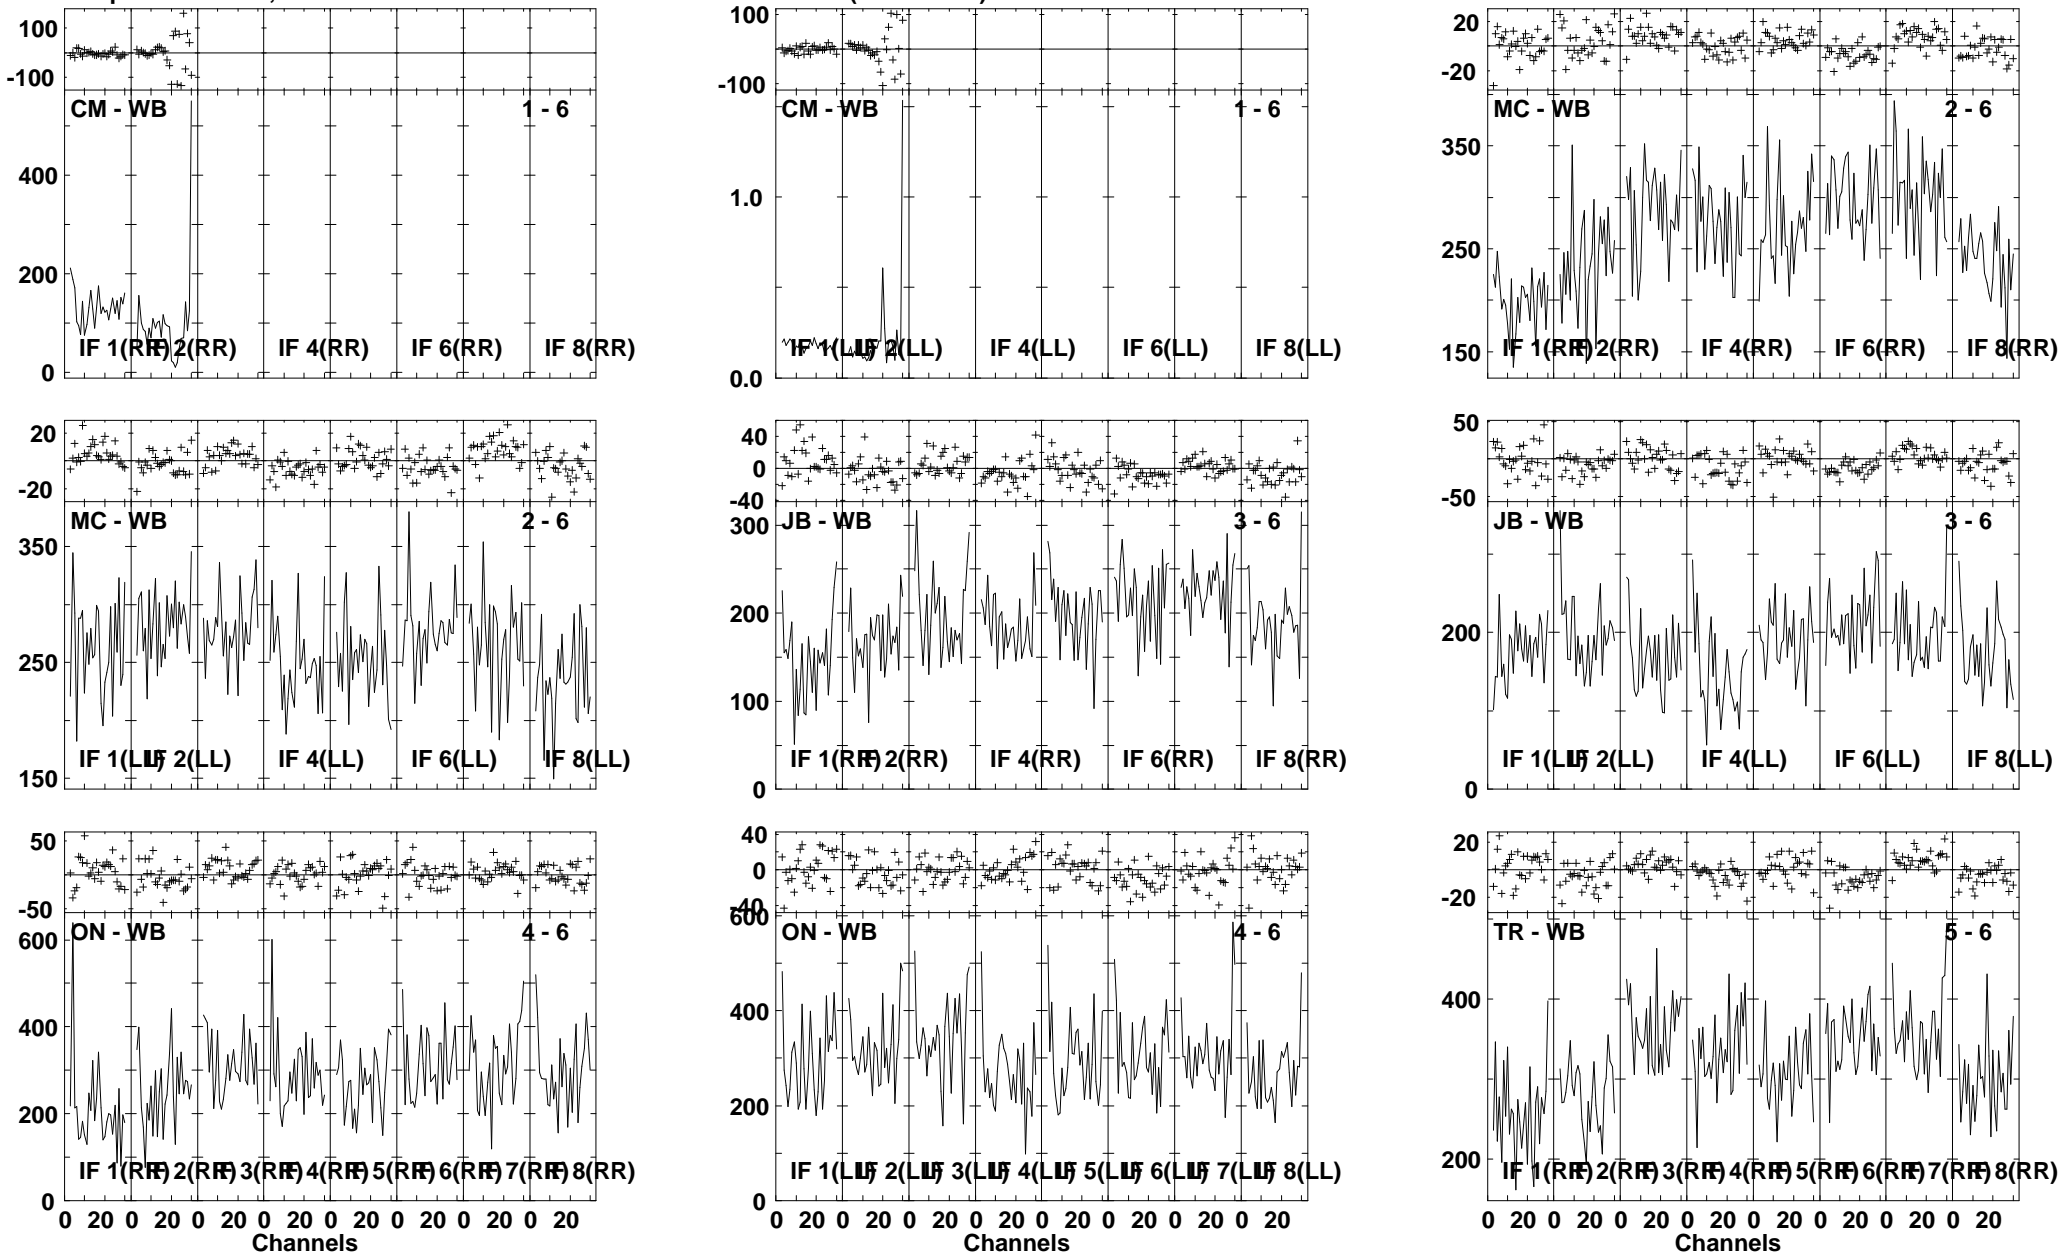 100
-100
CM - WB 1 - 6
400
200
0
IF 1(RR) IF 2(RR) IF 4(RR) IF 6(RR) IF 8(RR)
100
-100
CM - WB 1 - 6
1.0
0.0
IF 1(LL) IF 2(LL) IF 4(LL) IF 6(LL) IF 8(LL)
20
0
-20
MC - WB 2 - 6
350
250
150
IF 1(RR) IF 2(RR) IF 4(RR) IF 6(RR) IF 8(RR)
20
-20
MC - WB 2 - 6
350
250
150
IF 1(LL) IF 2(LL) IF 4(LL) IF 6(LL) IF 8(LL)
40
0
-40
JB - WB 3 - 6
300
200
100
0
IF 1(RR) IF 2(RR) IF 4(RR) IF 6(RR) IF 8(RR)
50
0
-50
JB - WB 3 - 6
200
0
IF 1(LL) IF 2(LL) IF 4(LL) IF 6(LL) IF 8(LL)
50
-50
ON - WB 4 - 6
600
400
200
0
IF 1(RR) IF 2(RR) IF 3(RR) IF 4(RR) IF 5(RR) IF 6(RR) IF 7(RR) IF 8(RR)
0 20 0 20 0 20 0 20 0 20 0 20 0 20 0 20
Channels
40
0
-40
600
ON - WB 4 - 6
400
200
0
IF 1(LL) IF 2(LL) IF 3(LL) IF 4(LL) IF 5(LL) IF 6(LL) IF 7(LL) IF 8(LL)
0 20 0 20 0 20 0 20 0 20 0 20 0 20 0 20
Channels
20
-20
TR - WB 5 - 6
400
200
IF 1(RR) IF 2(RR) IF 3(RR) IF 4(RR) IF 5(RR) IF 6(RR) IF 7(RR) IF 8(RR)
0 20 0 20 0 20 0 20 0 20 0 20 0 20 0 20
Channels